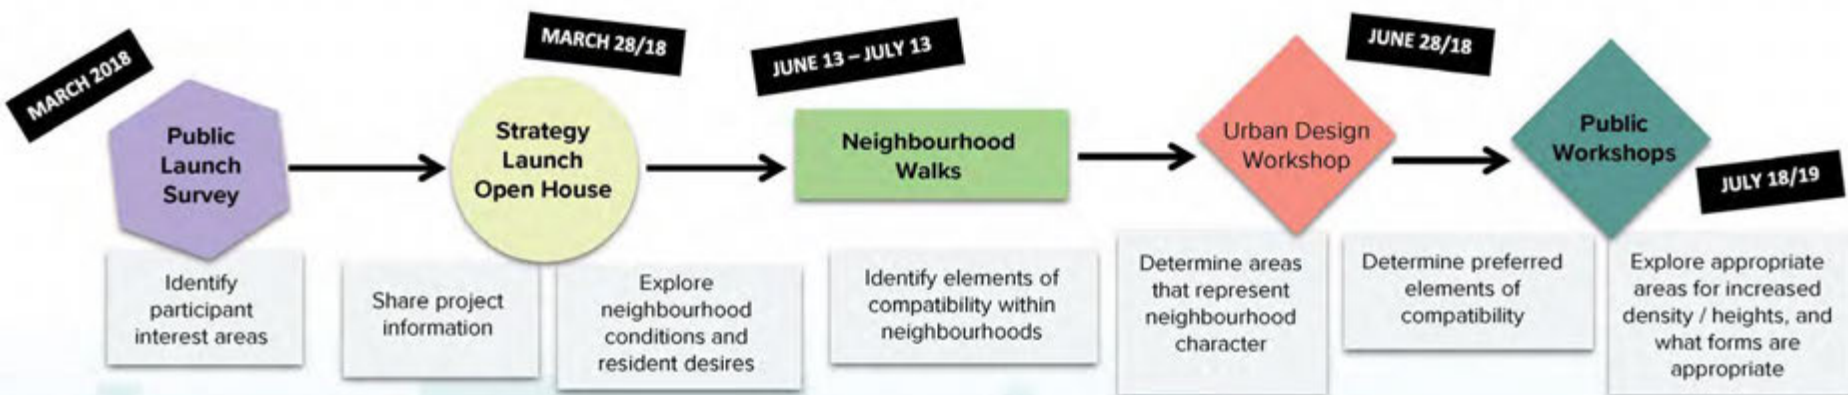 MARCH 2018
Public
Launch
Survey
Identify
participant
interest areas
MARCH 28/18
Strategy
Launch
Open House
Share project
information
Explore
neighbourhood
conditions and
resident desires
JUNE 13 – JULY 13
Neighbourhood
Walks
Identify elements of
compatibility within
neighbourhoods
JUNE 28/18
Urban Design
Workshop
Determine areas
that represent
neighbourhood
character
Determine preferred
elements of
compatibility
Public
Workshops
JULY 18/19
Explore appropriate
areas for increased
density / heights, and
what forms are
appropriate